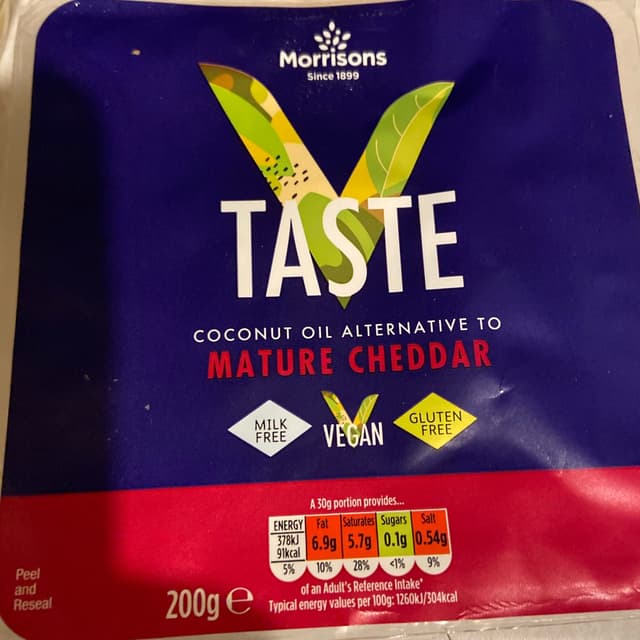 Morrisons
Since 1899
V
TASTE
COCONUT OIL ALTERNATIVE TO
MATURE CHEDDAR
MILK
FREE
VEGAN
GLUTEN
FREE
A 30g portion provides...
ENERGY Fat Saturates Sugars Salt
378kJ
91kcal 6.9g 5.7g 0.1g 0.54g
5% 10% 28% <1% 9%
of an Adult's Reference Intake*
Typical energy values per 100g: 1260kJ/304kcal
Peel
and
Reseal
200g e